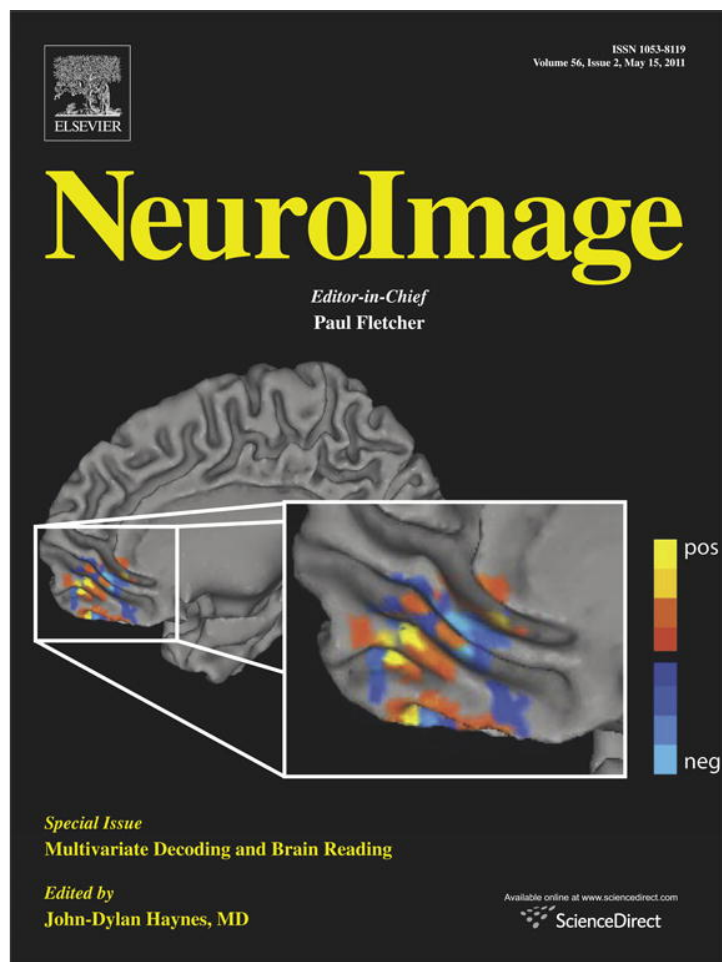 ISSN 1053-8119
Volume 56, Issue 2, May 15, 2011
ELSEVIER
NeuroImage
Editor-in-Chief
Paul Fletcher
pos
neg
Special Issue
Multivariate Decoding and Brain Reading
Edited by
John-Dylan Haynes, MD
Available online at www.sciencedirect.com
ScienceDirect